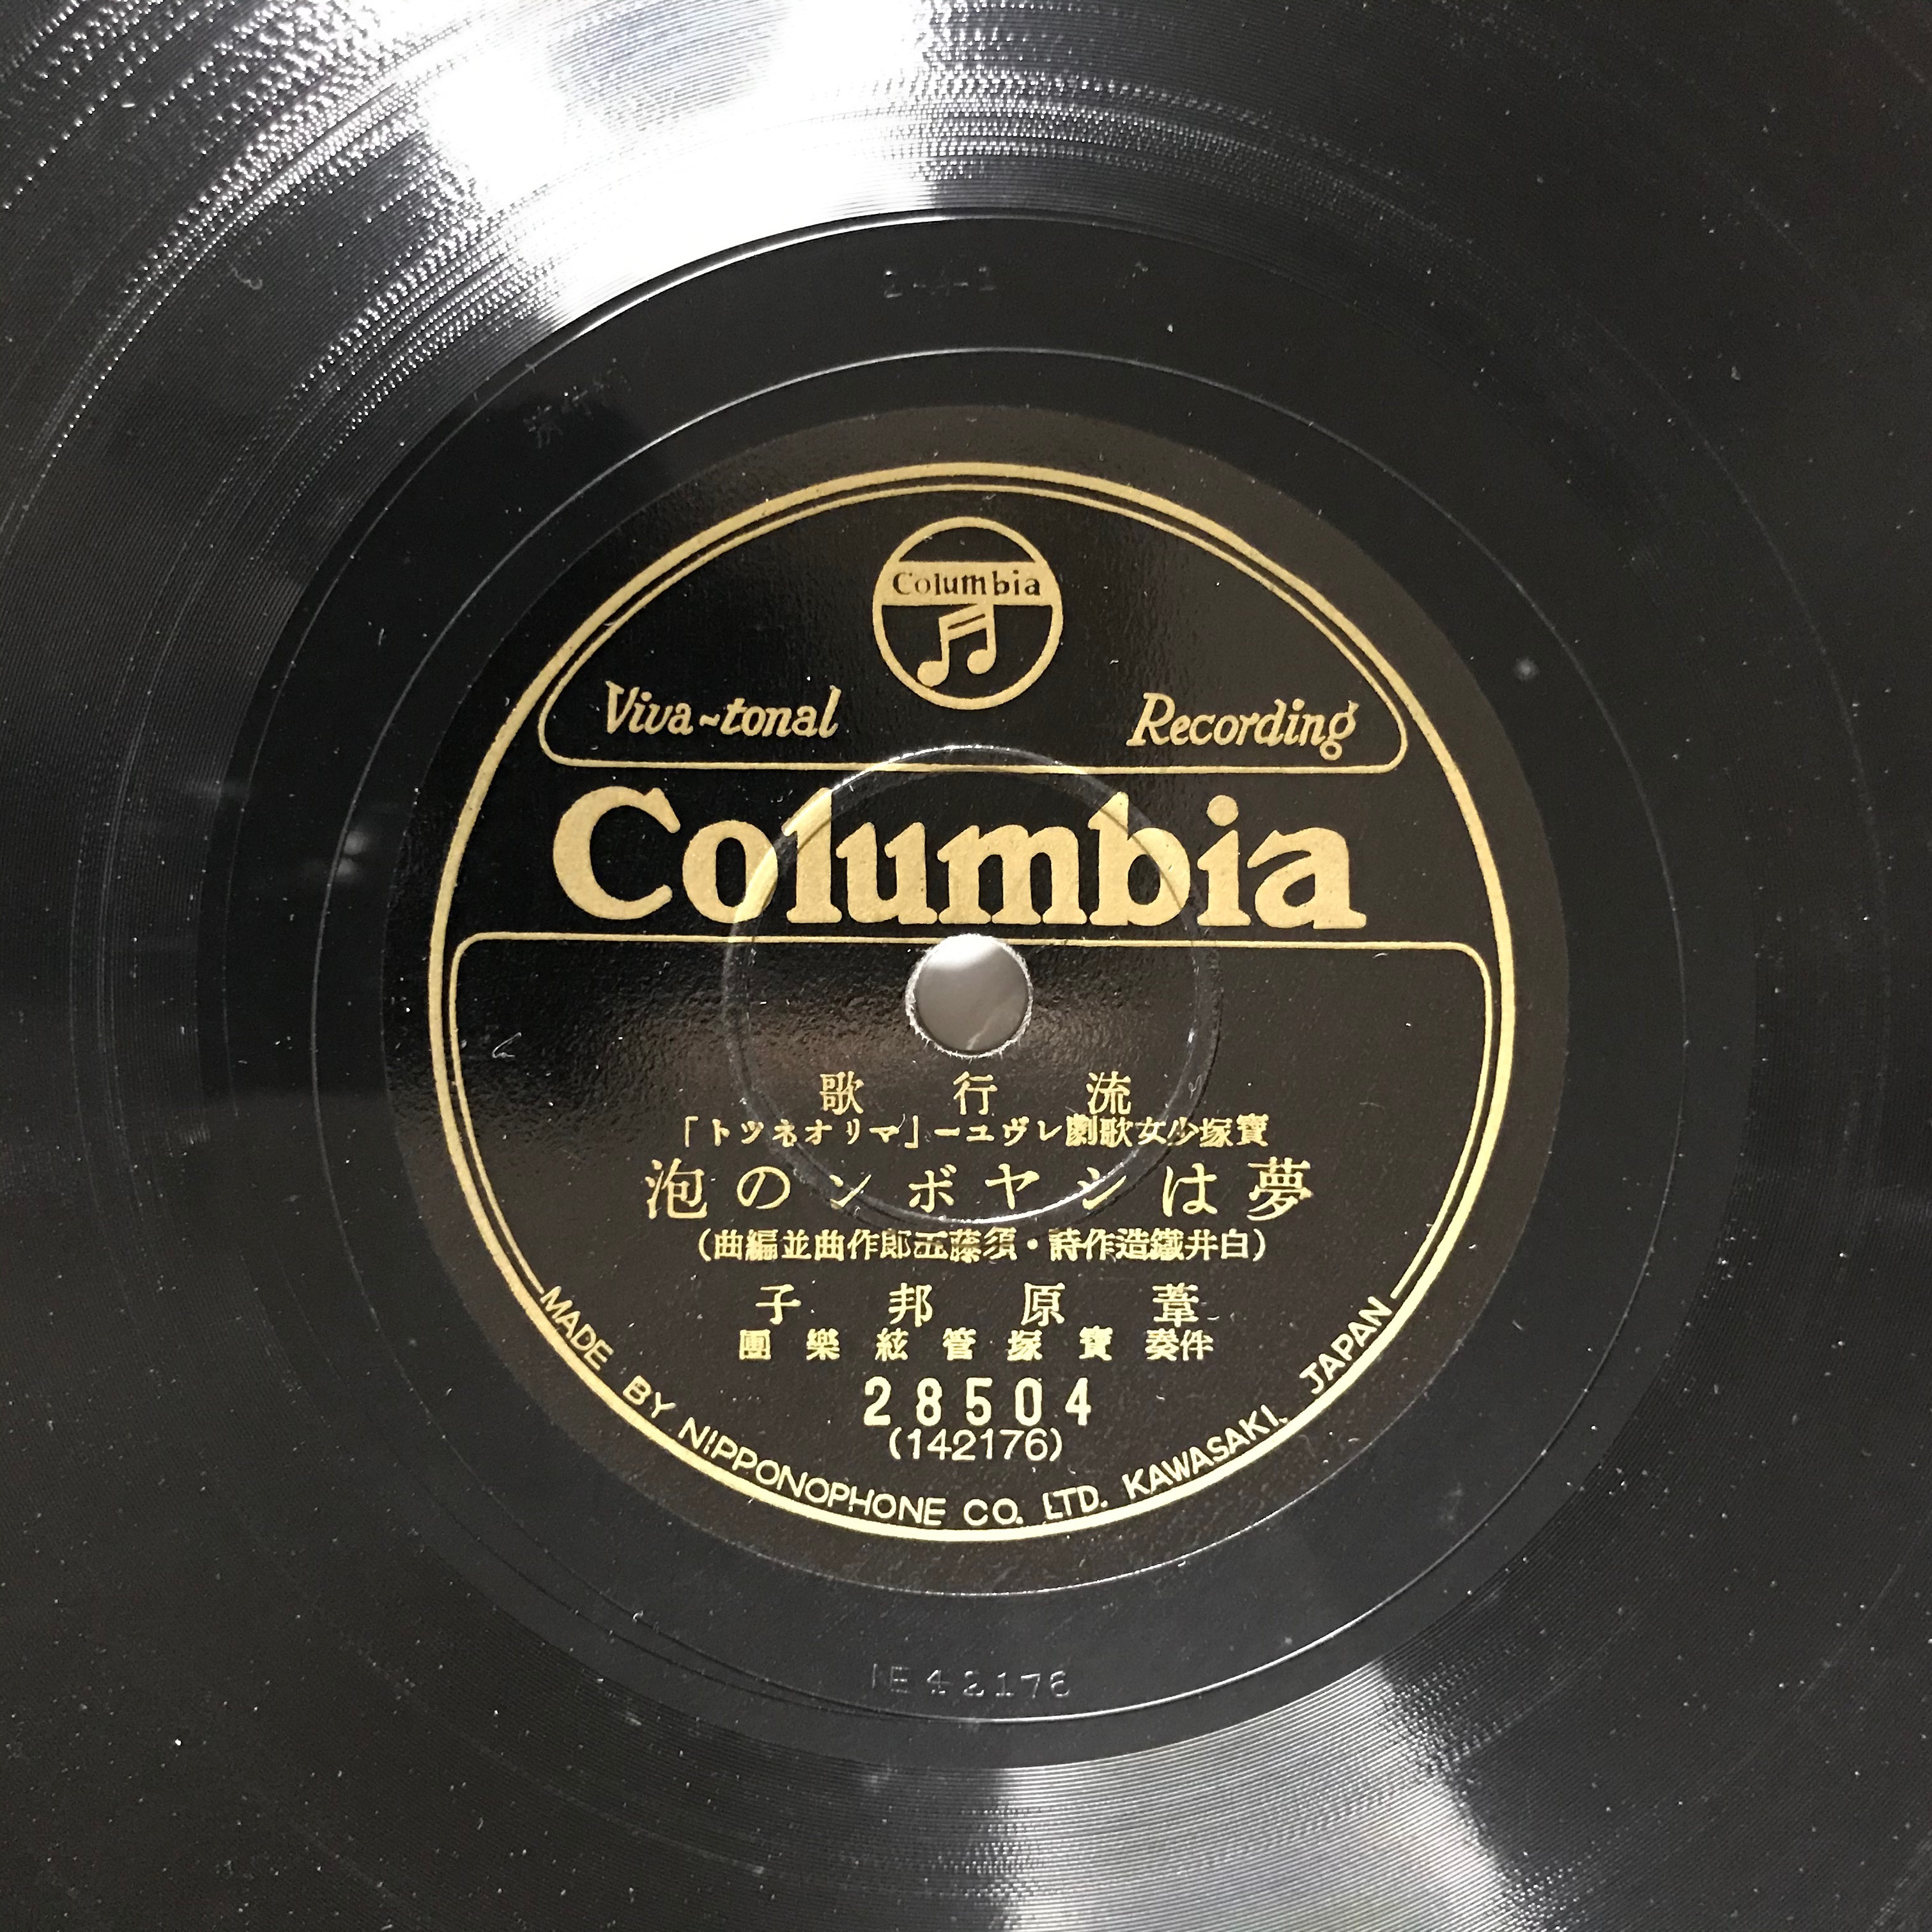 Columbia
Viva-tonal Recording
Columbia
流行歌
寶塚少女歌劇レヴユー「マリオネツト」
夢はシヤボンの泡
(白井鐵造作詩・須藤五郎作曲並編曲)
葦原邦子
伴奏 寶塚管絃樂團
28504
(142176)
MADE BY NIPPONOPHONE CO. LTD. KAWASAKI. JAPAN